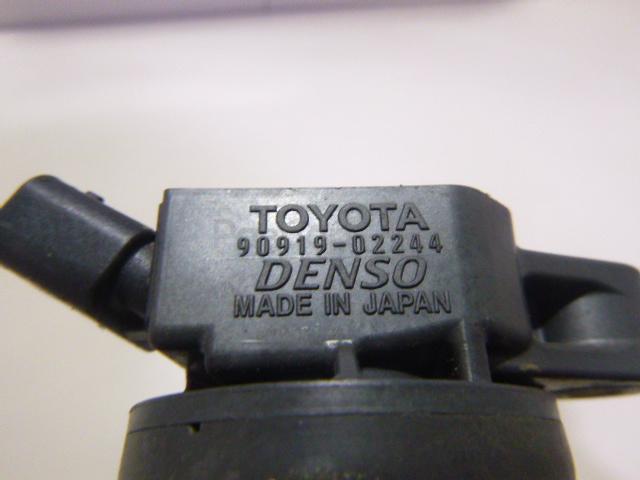 TOYOTA
90919-02244
DENSO
MADE IN JAPAN